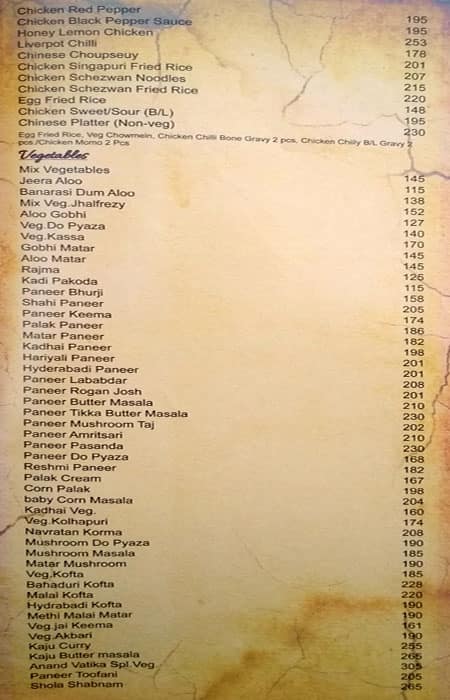 Chicken Red Pepper 195
Chicken Black Pepper Sauce 195
Honey Lemon Chicken 253
Liverpot Chilli 178
Chinese Choupseuy 201
Chicken Singapuri Fried Rice 207
Chicken Schezwan Noodles 215
Chicken Schezwan Fried Rice 220
Egg Fried Rice 148
Chicken Sweet/Sour (B/L) 195
Chinese Platter (Non-veg) 230
Egg Fried Rice, Veg Chowmein, Chicken Chilli Bone Gravy 2 pcs, Chicken Chilly B/L Gravy 2
pcs./Chicken Momo 2 Pcs
Vegetables
Mix Vegetables 145
Jeera Aloo 115
Banarasi Dum Aloo 138
Mix Veg.Jhalfrezy 152
Aloo Gobhi 127
Veg.Do Pyaza 140
Veg.Kassa 170
Gobhi Matar 145
Aloo Matar 145
Rajma 126
Kadi Pakoda 115
Paneer Bhurji 158
Shahi Paneer 205
Paneer Keema 174
Palak Paneer 186
Matar Paneer 182
Kadhai Paneer 198
Hariyali Paneer 201
Hyderabadi Paneer 201
Paneer Lababdar 208
Paneer Rogan Josh 201
Paneer Butter Masala 210
Paneer Tikka Butter Masala 230
Paneer Mushroom Taj 202
Paneer Amritsari 210
Paneer Pasanda 230
Paneer Do Pyaza 168
Reshmi Paneer 182
Palak Cream 167
Corn Palak 198
baby Corn Masala 204
Kadhai Veg. 160
Veg.Kolhapuri 174
Navratan Korma 208
Mushroom Do Pyaza 190
Mushroom Masala 185
Matar Mushroom 190
Veg.Kofta 185
Bahaduri Kofta 228
Malai Kofta 220
Hydrabadi Kofta 190
Methi Malai Matar 190
Veg.jai Keema 161
Veg.Akbari 190
Kaju Curry 255
Kaju Butter masala 265
Anand Vatika Spl.Veg 305
Paneer Toofani 205
Shola Shabnam 265